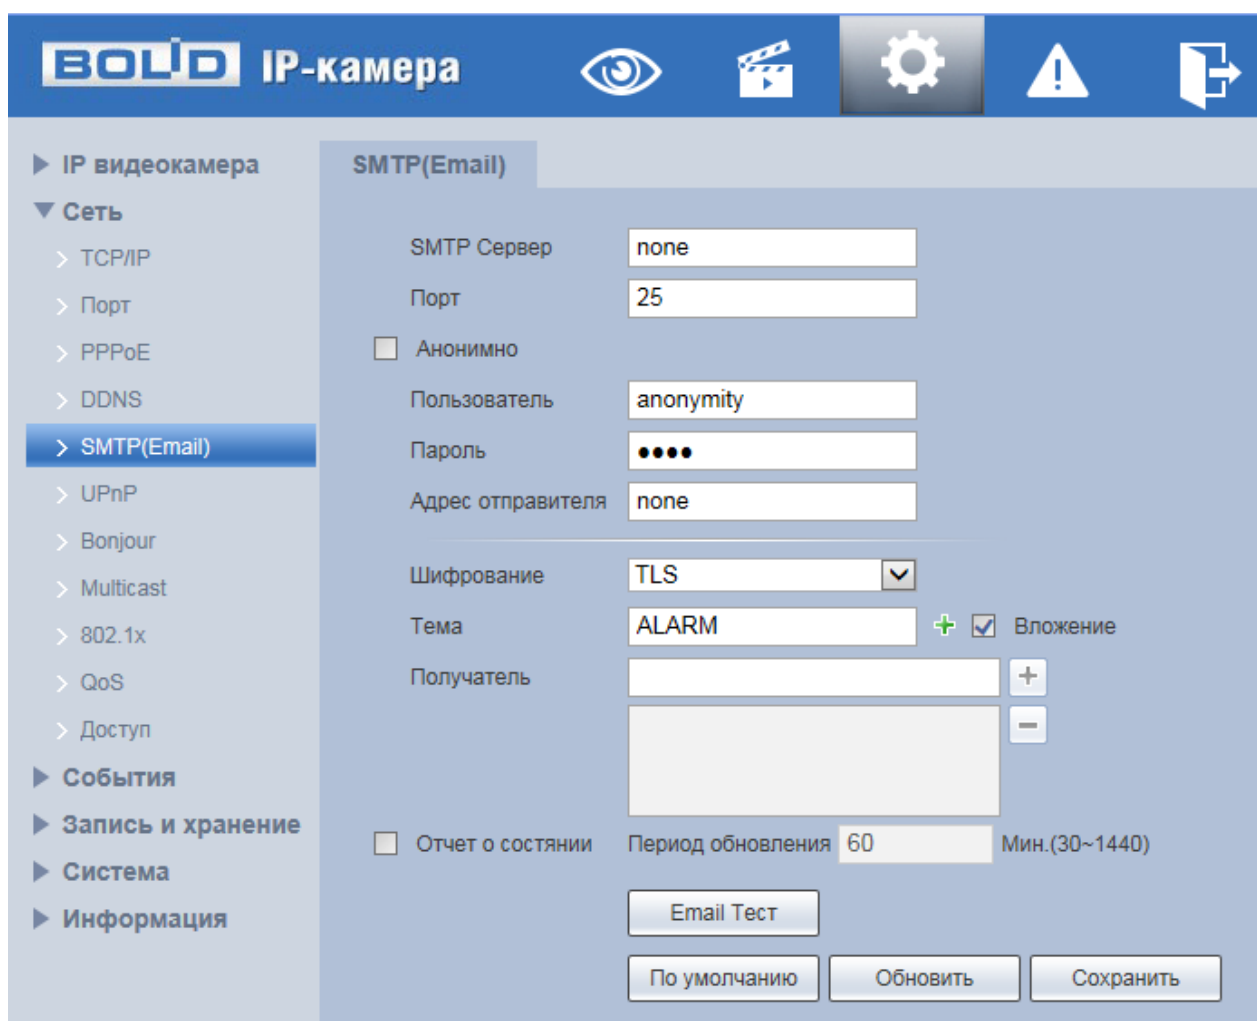 BOLID IP-камера
IP видеокамера
Сеть
TCP/IP
Порт
PPPoE
DDNS
SMTP(Email)
UPnP
Bonjour
Multicast
802.1x
QoS
Доступ
События
Запись и хранение
Система
Информация
SMTP(Email)
SMTP Сервер none
Порт 25
Анонимно
Пользователь anonymity
Пароль ●●●●
Адрес отправителя none
Шифрование TLS
Тема ALARM + Вложение
Получатель +
−
Отчет о состянии Период обновления 60 Мин.(30~1440)
Email Тест
По умолчанию Обновить Сохранить